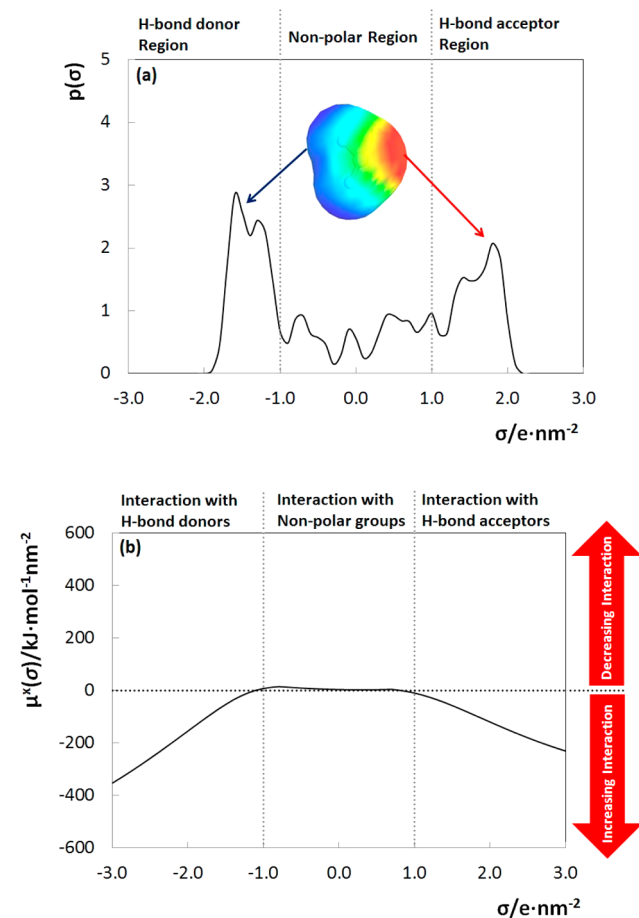 H-bond donor
Region
Non-polar Region
H-bond acceptor
Region
(a)
p(σ)
5
4
3
2
1
0
-3.0 -2.0 -1.0 0.0 1.0 2.0 3.0
σ/e·nm⁻²
Interaction with
H-bond donors
Interaction with
Non-polar groups
Interaction with
H-bond acceptors
(b)
μˣ(σ)/kJ·mol⁻¹nm⁻²
600
400
200
0
-200
-400
-600
-3.0 -2.0 -1.0 0.0 1.0 2.0 3.0
σ/e·nm⁻²
Decreasing Interaction
Increasing Interaction